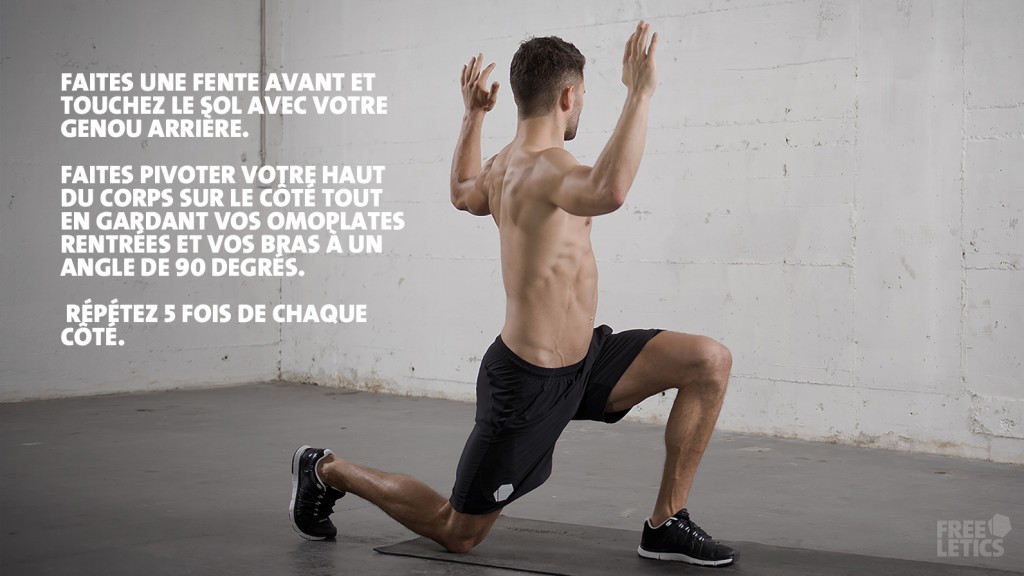 FAITES UNE FENTE AVANT ET
TOUCHEZ LE SOL AVEC VOTRE
GENOU ARRIÈRE.
FAITES PIVOTER VOTRE HAUT
DU CORPS SUR LE CÔTÉ TOUT
EN GARDANT VOS OMOPLATES
RENTRÉES ET VOS BRAS À UN
ANGLE DE 90 DEGRÉS.
RÉPÉTEZ 5 FOIS DE CHAQUE
CÔTÉ.
FREE
LETICS